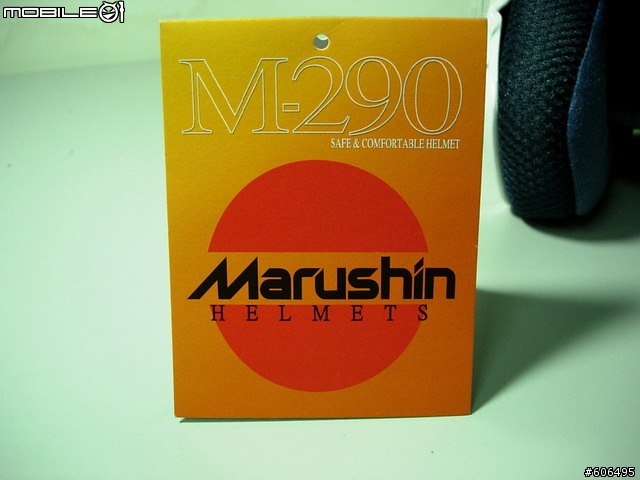 MOBILE01
M-290
SAFE & COMFORTABLE HELMET
Marushin
HELMETS
#606495